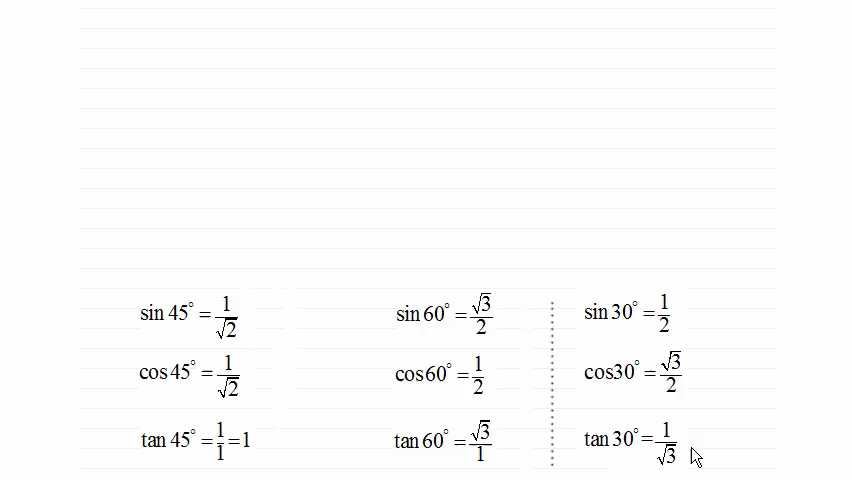 sin 45° = 1/√2
cos 45° = 1/√2
tan 45° = 1/1 = 1
sin 60° = √3/2
cos 60° = 1/2
tan 60° = √3/1
sin 30° = 1/2
cos 30° = √3/2
tan 30° = 1/√3